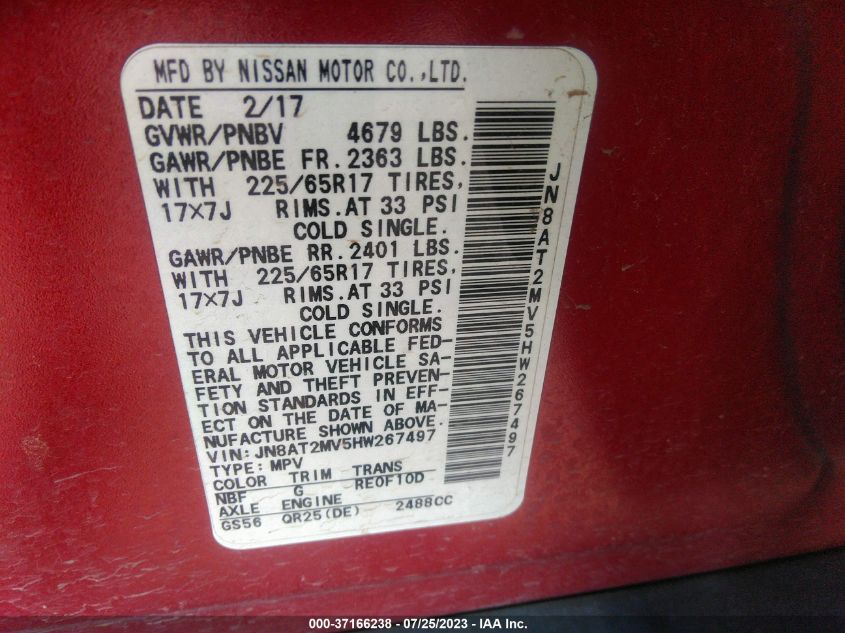 MFD BY NISSAN MOTOR CO.,LTD.
DATE 2/17
GVWR/PNBV 4679 LBS.
GAWR/PNBE FR. 2363 LBS.
WITH 225/65R17 TIRES,
17×7J RIMS.AT 33 PSI
COLD SINGLE.
GAWR/PNBE RR. 2401 LBS.
WITH 225/65R17 TIRES,
17×7J RIMS.AT 33 PSI
COLD SINGLE.
THIS VEHICLE CONFORMS
TO ALL APPLICABLE FED-
ERAL MOTOR VEHICLE SA-
FETY AND THEFT PREVEN-
TION STANDARDS IN EFF-
ECT ON THE DATE OF MA-
NUFACTURE SHOWN ABOVE.
VIN: JN8AT2MV5HW267497
TYPE: MPV
COLOR TRIM TRANS
NBF G RE0F10D
AXLE ENGINE
GS56 QR25(DE) 2488CC
JN8AT2MV5HW267497
000-37166238 - 07/25/2023 - IAA Inc.